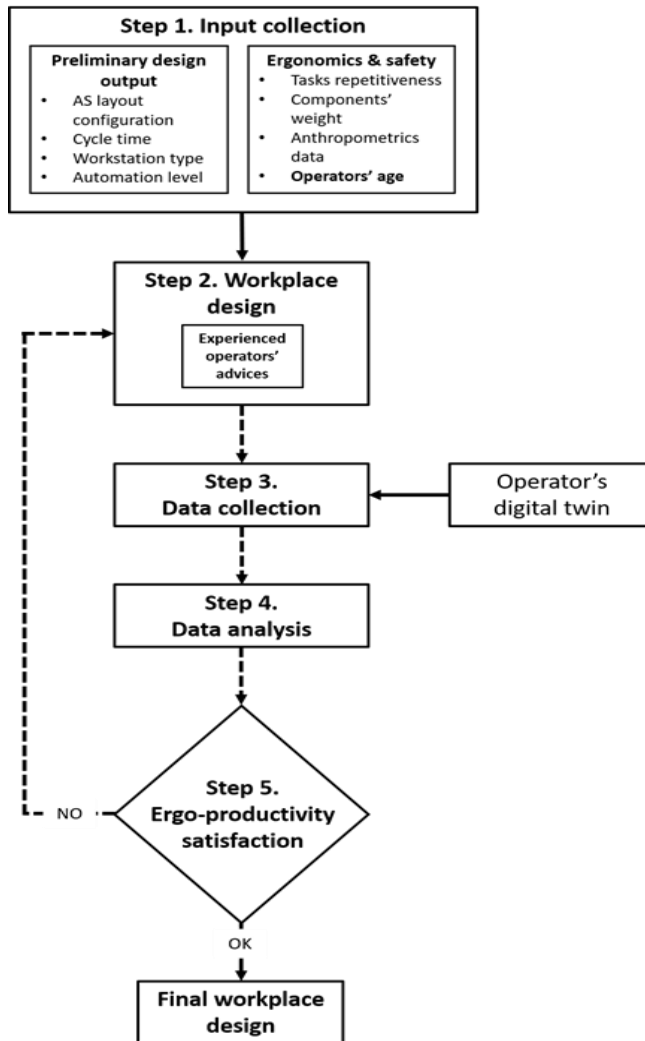 Step 1. Input collection
Preliminary design
output
• AS layout
configuration
• Cycle time
• Workstation type
• Automation level
Ergonomics & safety
• Tasks repetitiveness
• Components’
weight
• Anthropometrics
data
• Operators’ age
Step 2. Workplace
design
Experienced
operators’
advices
Step 3.
Data collection
Operator’s
digital twin
Step 4.
Data analysis
Step 5.
Ergo-productivity
satisfaction
NO
OK
Final workplace
design